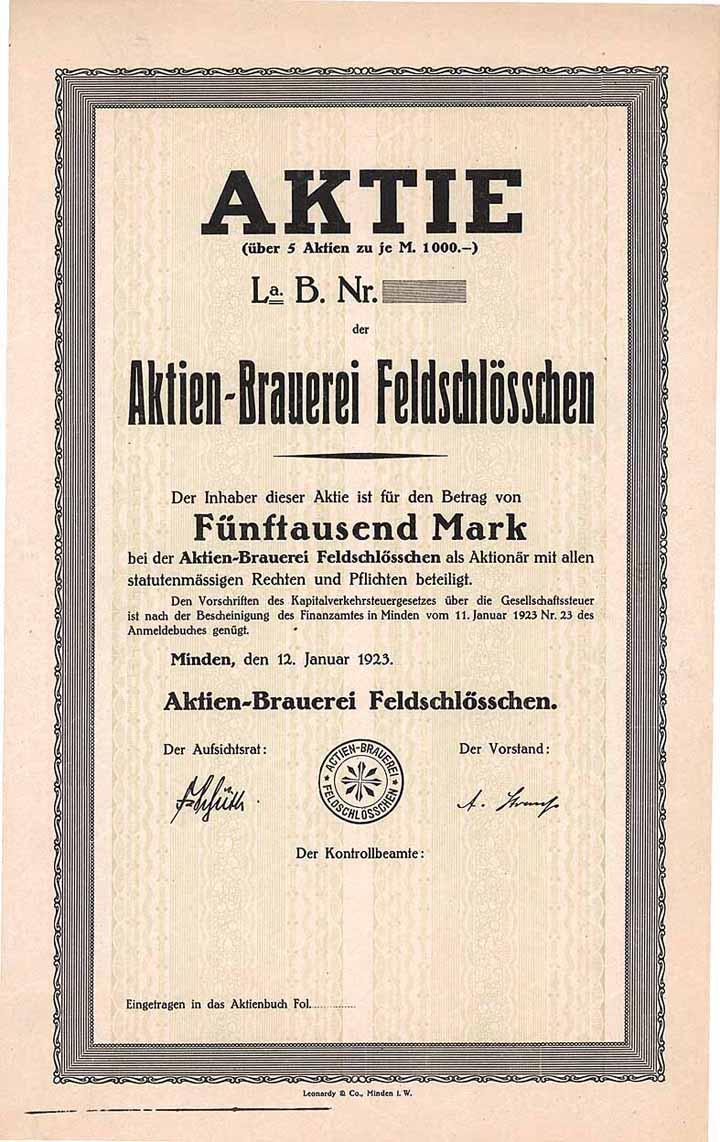 AKTIE
(über 5 Aktien zu je M. 1000.–)
La. B. Nr.
der
Aktien-Brauerei Feldschlösschen
Der Inhaber dieser Aktie ist für den Betrag von
Fünftausend Mark
bei der Aktien-Brauerei Feldschlösschen als Aktionär mit allen
statutenmässigen Rechten und Pflichten beteiligt.
Den Vorschriften des Kapitalverkehrsteuergesetzes über die Gesellschaftssteuer
ist nach der Bescheinigung des Finanzamtes in Minden vom 11. Januar 1923 Nr. 23 des
Anmeldebuches genügt.
Minden, den 12. Januar 1923.
Aktien-Brauerei Feldschlösschen.
Der Aufsichtsrat:
ACTIEN-BRAUEREI
FELDSCHLÖSSCHEN
Der Vorstand:
Der Kontrollbeamte:
Eingetragen in das Aktienbuch Fol..............
Leonardy & Co., Minden i. W.